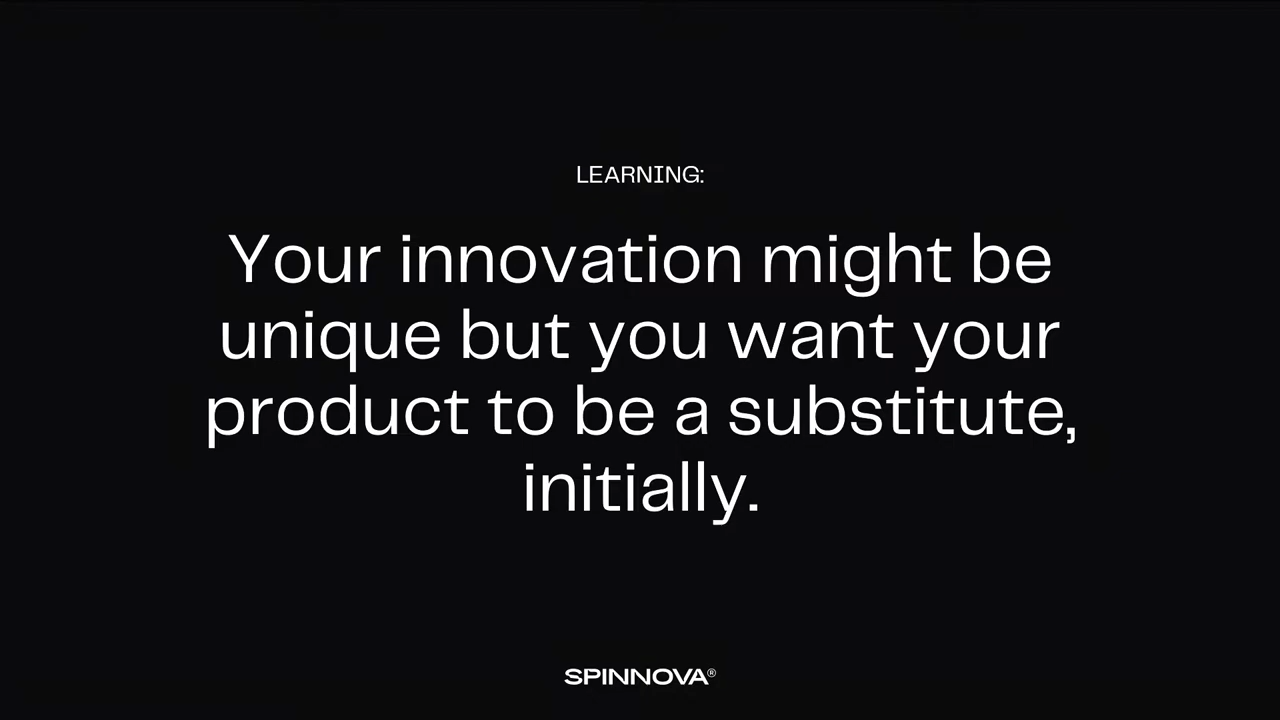 LEARNING:
Your innovation might be
unique but you want your
product to be a substitute,
initially.
SPINNOVA®